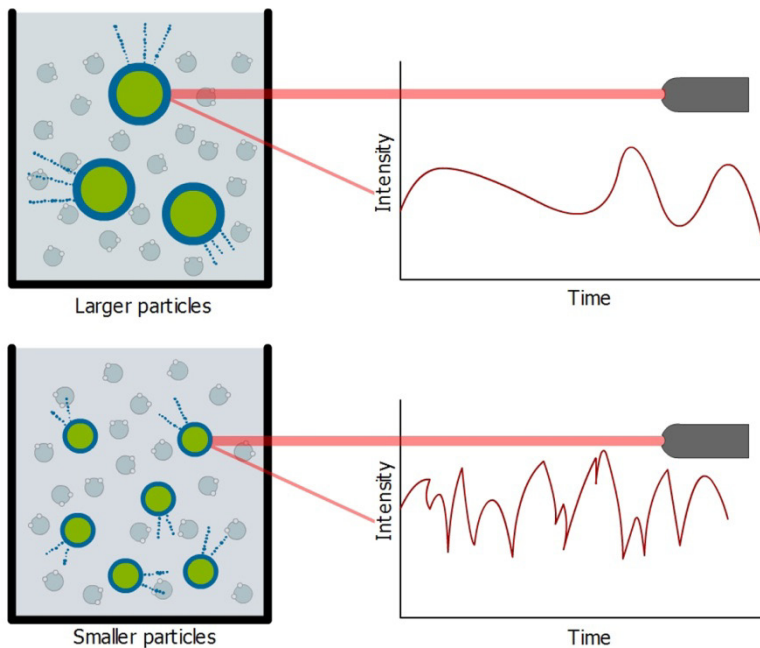 Intensity
Time
Larger particles
Intensity
Time
Smaller particles